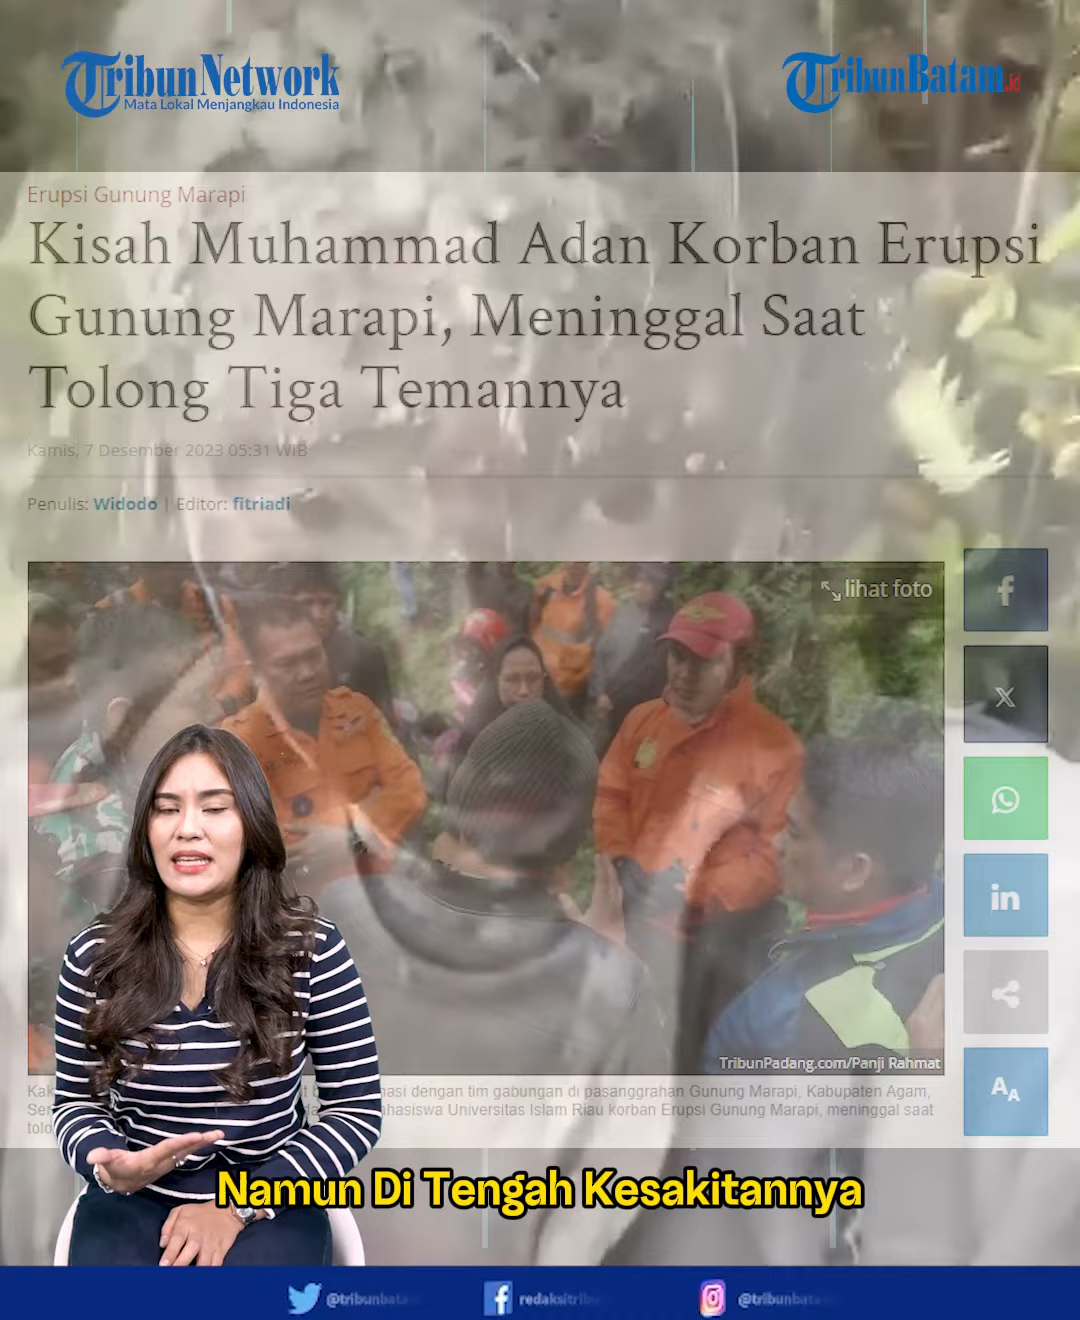 TribunNetwork
Mata Lokal Menjangkau Indonesia
TribunBatam.id
Erupsi Gunung Marapi
Kisah Muhammad Adan Korban Erupsi
Gunung Marapi, Meninggal Saat
Tolong Tiga Temannya
Kamis, 7 Desember 2023 05:31 WIB
Penulis: Widodo | Editor: fitriadi
lihat foto
TribunPadang.com/Panji Rahmat
dengan tim gabungan di pasanggrahan Gunung Marapi, Kabupaten Agam,
Universitas Islam Riau korban Erupsi Gunung Marapi, meninggal saat
Namun Di Tengah Kesakitannya
@tribunbata
redaksitribu
@tribunbata